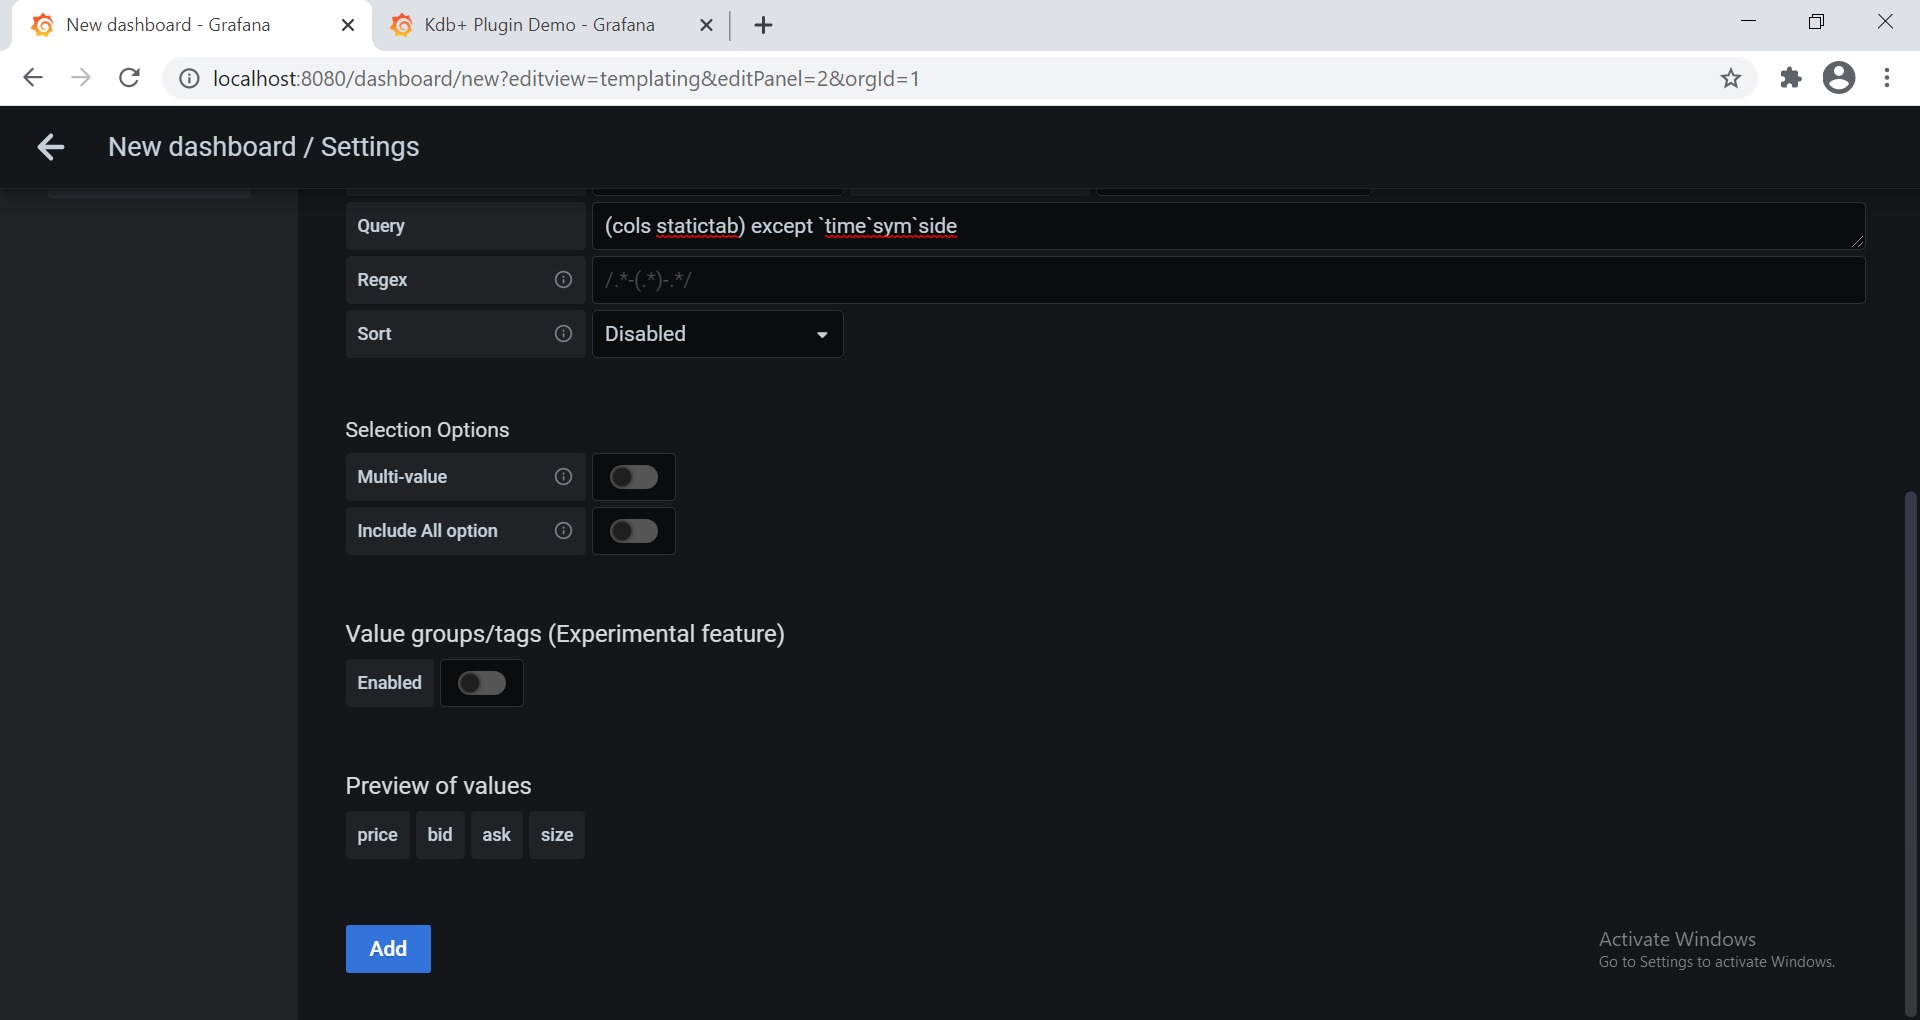 New dashboard - Grafana
Kdb+ Plugin Demo - Grafana
localhost:8080/dashboard/new?editview=templating&editPanel=2&orgId=1
New dashboard / Settings
Query
(cols statictab) except `time`sym`side
Regex
/.*-(.*)-.*/
Sort
Disabled
Selection Options
Multi-value
Include All option
Value groups/tags (Experimental feature)
Enabled
Preview of values
price bid ask size
Add
Activate Windows
Go to Settings to activate Windows.